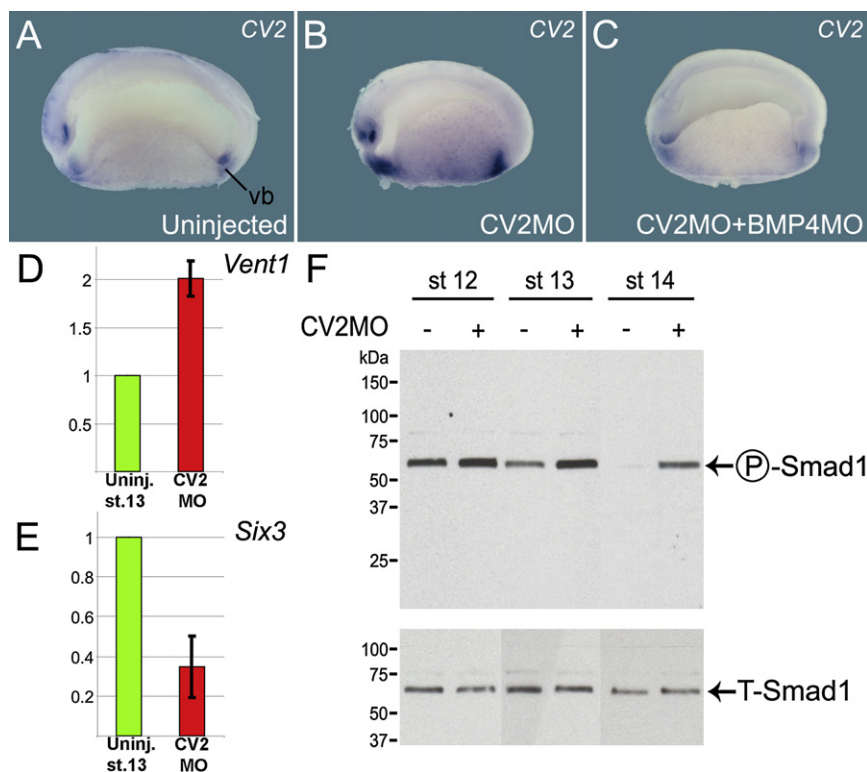 A
CV2
vb
Uninjected
B
CV2
CV2MO
C
CV2
CV2MO+BMP4MO
D
Vent1
2
1.5
1
0.5
Uninj. CV2
st.13 MO
E
Six3
1
0.8
0.6
0.4
0.2
Uninj. CV2
st.13 MO
F
st 12 st 13 st 14
CV2MO - + - + - +
kDa
150
100
75
50
37
25
P-Smad1
100
75
50
37
T-Smad1